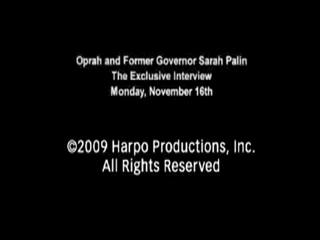 Oprah and Former Governor Sarah Palin
The Exclusive Interview
Monday, November 16th
©2009 Harpo Productions, Inc.
All Rights Reserved